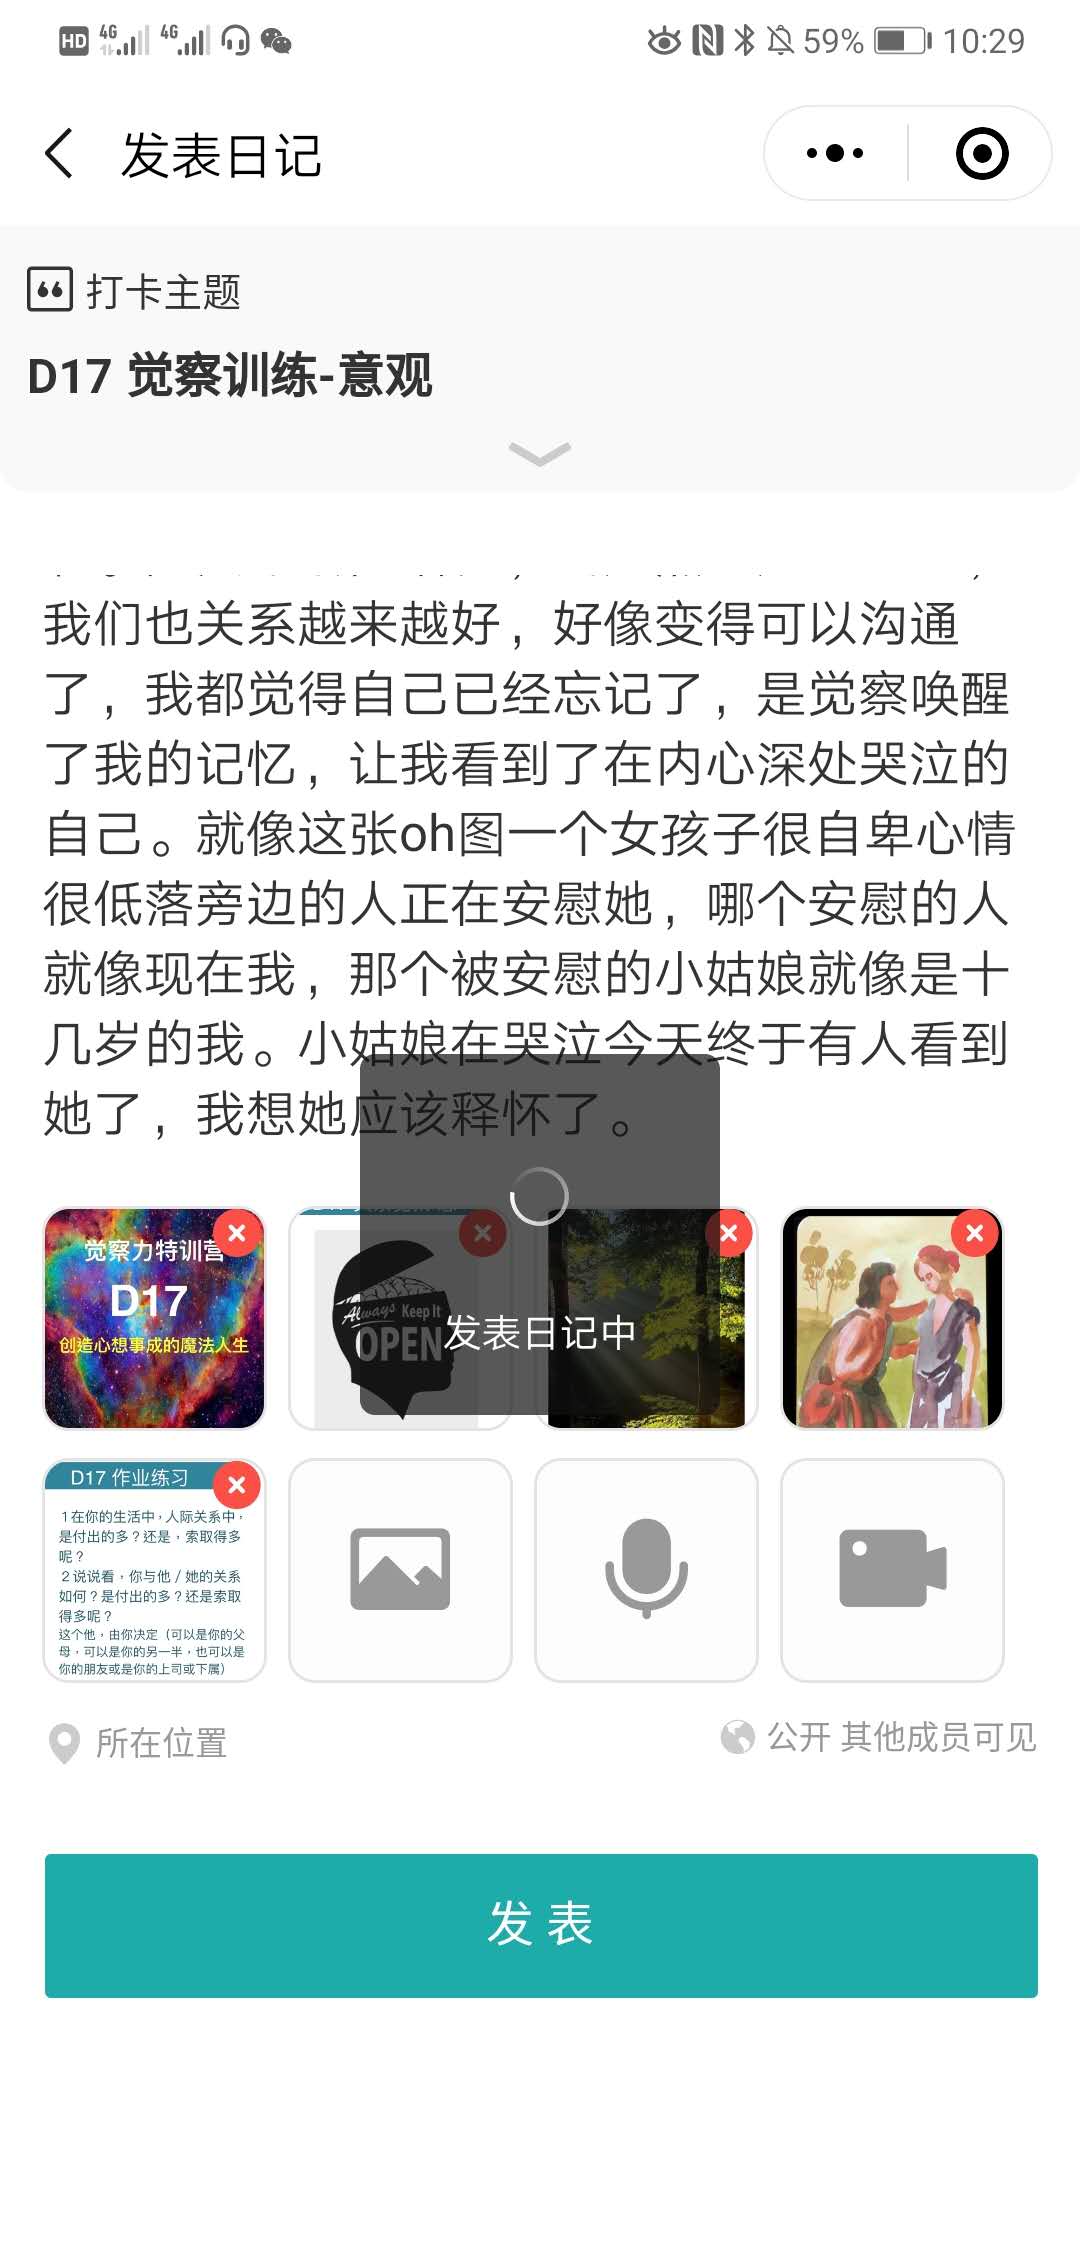 HD 4G 4G 59% 10:29
发表日记
打卡主题
D17 觉察训练-意观
我们也关系越来越好，好像变得可以沟通
了，我都觉得自己已经忘记了，是觉察唤醒
了我的记忆，让我看到了在内心深处哭泣的
自己。就像这张oh图一个女孩子很自卑心情
很低落旁边的人正在安慰她，哪个安慰的人
就像现在我，那个被安慰的小姑娘就像是十
几岁的我。小姑娘在哭泣今天终于有人看到
她了，我想她应该释怀了。
觉察力特训营
D17
创造心想事成的魔法人生
Always Keep It
OPEN
发表日记中
D17 作业练习
1在你的生活中，人际关系中，
是付出的多？还是，索取得多
呢？
2说说看，你与他/她的关系
如何？是付出的多？还是索取
得多呢？
这个他，由你决定（可以是你的父
母，可以是你的另一半，也可以是
你的朋友或是你的上司或下属）
所在位置
公开 其他成员可见
发表